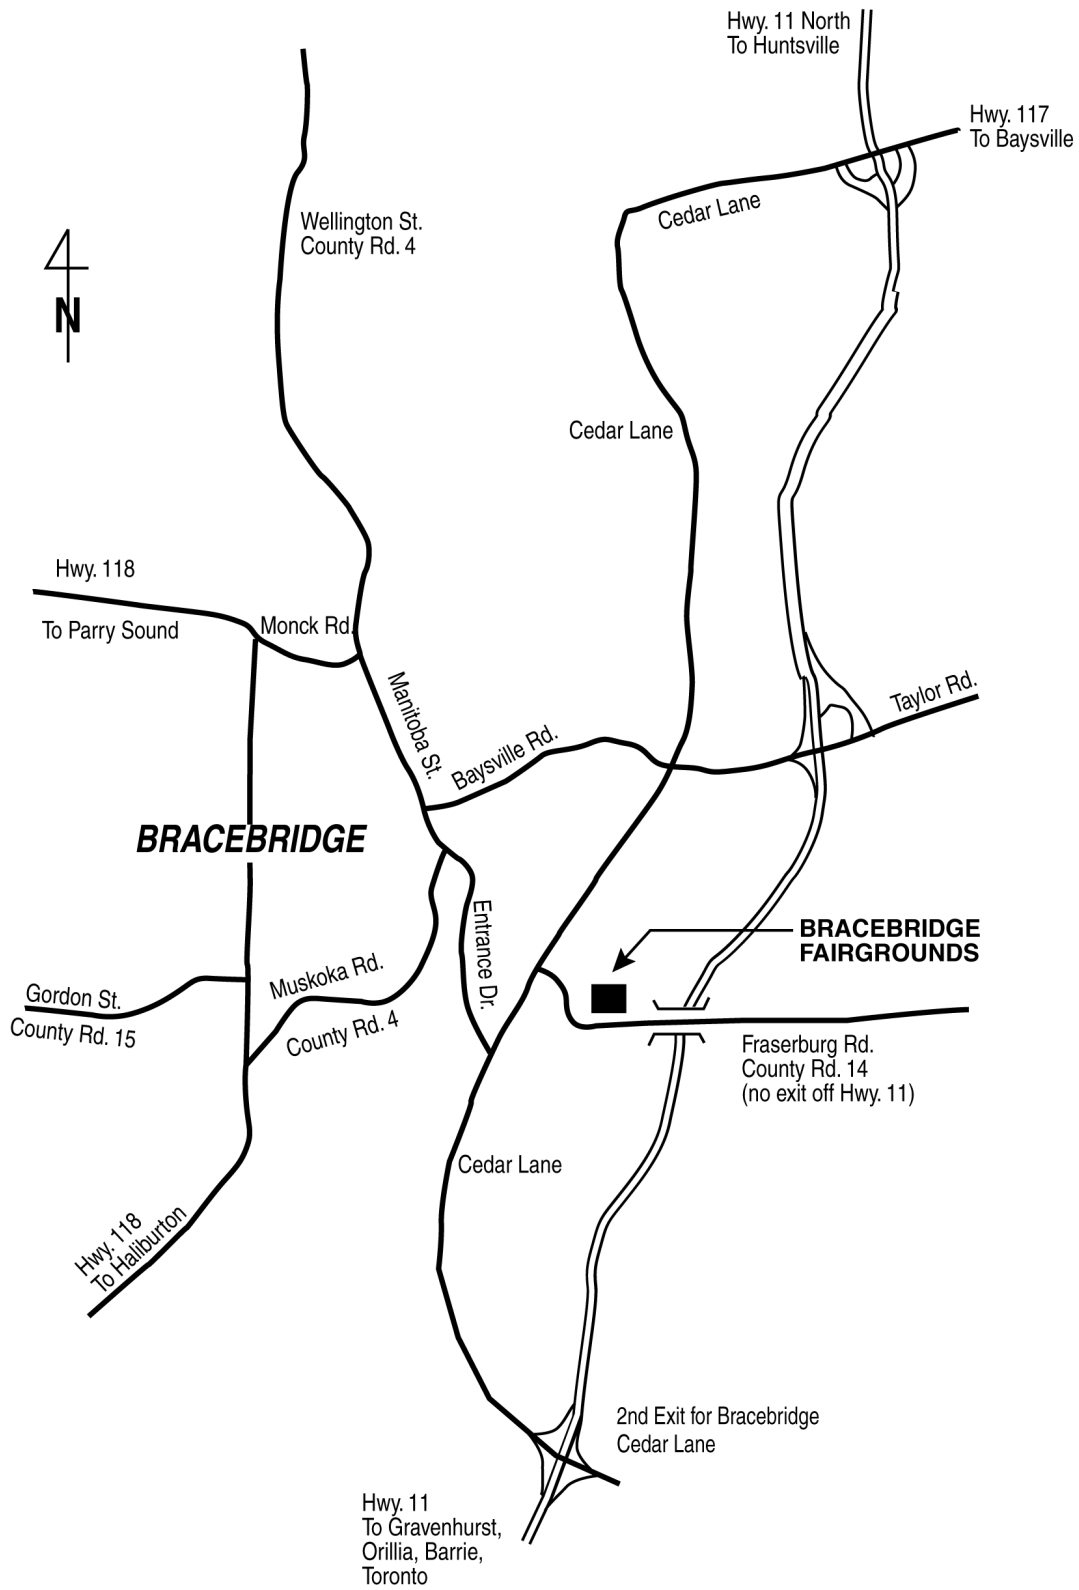 Hwy. 11 North
To Huntsville
Hwy. 117
To Baysville
Cedar Lane
Wellington St.
County Rd. 4
N
Cedar Lane
Hwy. 118
To Parry Sound
Monck Rd.
Manitoba St.
Taylor Rd.
Baysville Rd.
BRACEBRIDGE
Entrance Dr.
BRACEBRIDGE
FAIRGROUNDS
Muskoka Rd.
County Rd. 4
Gordon St.
County Rd. 15
Fraserburg Rd.
County Rd. 14
(no exit off Hwy. 11)
Cedar Lane
Hwy. 118
To Haliburton
2nd Exit for Bracebridge
Cedar Lane
Hwy. 11
To Gravenhurst,
Orillia, Barrie,
Toronto